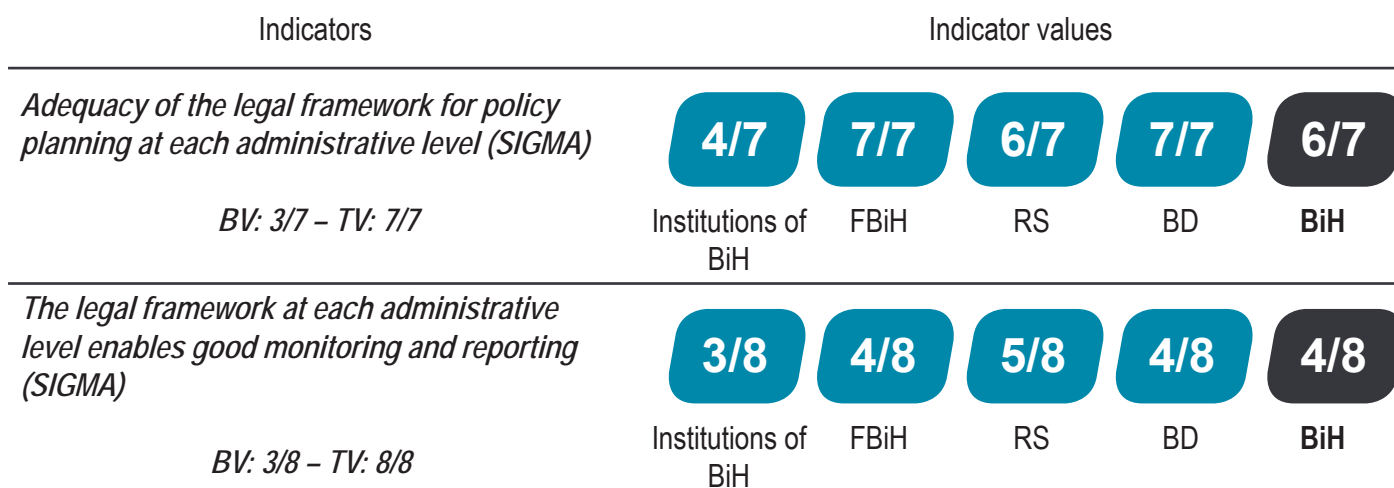 Indicators
Indicator values
Adequacy of the legal framework for policy
planning at each administrative level (SIGMA)
BV: 3/7 – TV: 7/7
4/7
7/7
6/7
7/7
6/7
Institutions of
BiH
FBiH
RS
BD
BiH
The legal framework at each administrative
level enables good monitoring and reporting
(SIGMA)
BV: 3/8 – TV: 8/8
3/8
4/8
5/8
4/8
4/8
Institutions of
BiH
FBiH
RS
BD
BiH